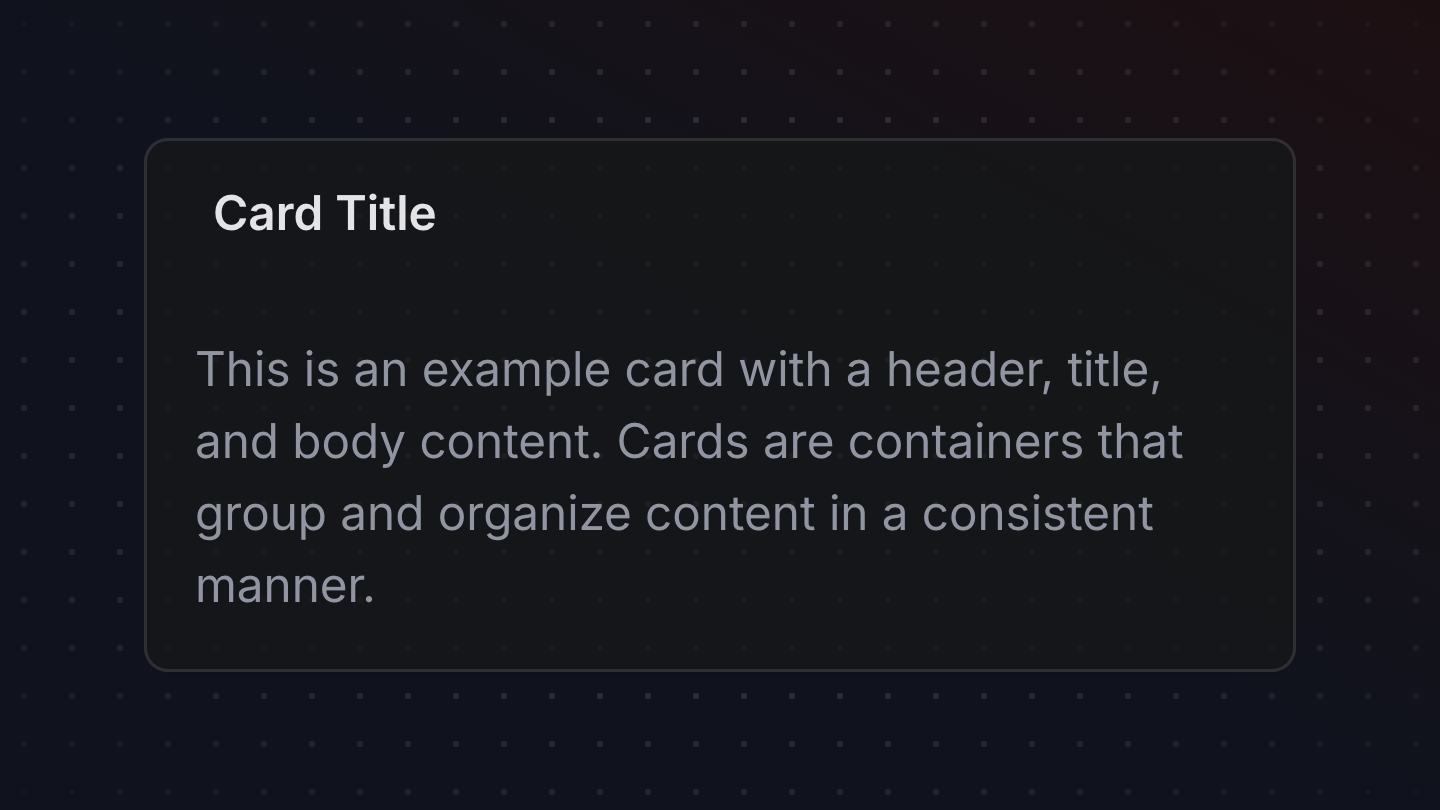 Card Title
This is an example card with a header, title,
and body content. Cards are containers that
group and organize content in a consistent
manner.